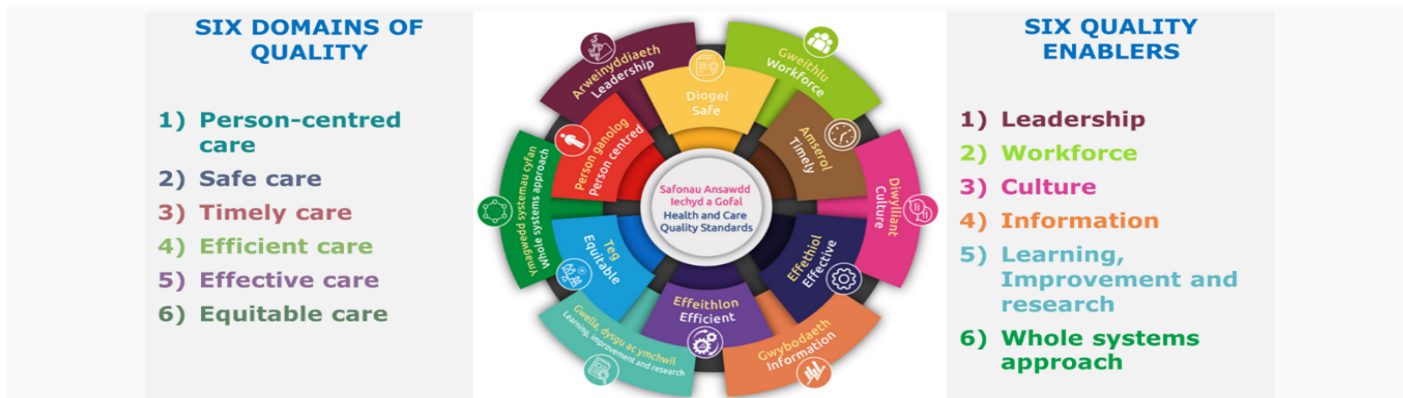 SIX DOMAINS OF
QUALITY
1) Person-centred
care
2) Safe care
3) Timely care
4) Efficient care
5) Effective care
6) Equitable care
Arweinyddiaeth
Leadership
Gweithlu
Workforce
Diwylliant
Culture
Gwybodaeth
Information
Gwella, dysgu ac ymchwil
Learning, improvement and research
Ymagwedd systemau cyfan
Whole systems approach
Diogel
Safe
Amserol
Timely
Effethiol
Effective
Effeithlon
Efficient
Teg
Equitable
Person ganolog
Person centred
Safonau Ansawdd
Iechyd a Gofal
Health and Care
Quality Standards
SIX QUALITY
ENABLERS
1) Leadership
2) Workforce
3) Culture
4) Information
5) Learning,
Improvement and
research
6) Whole systems
approach